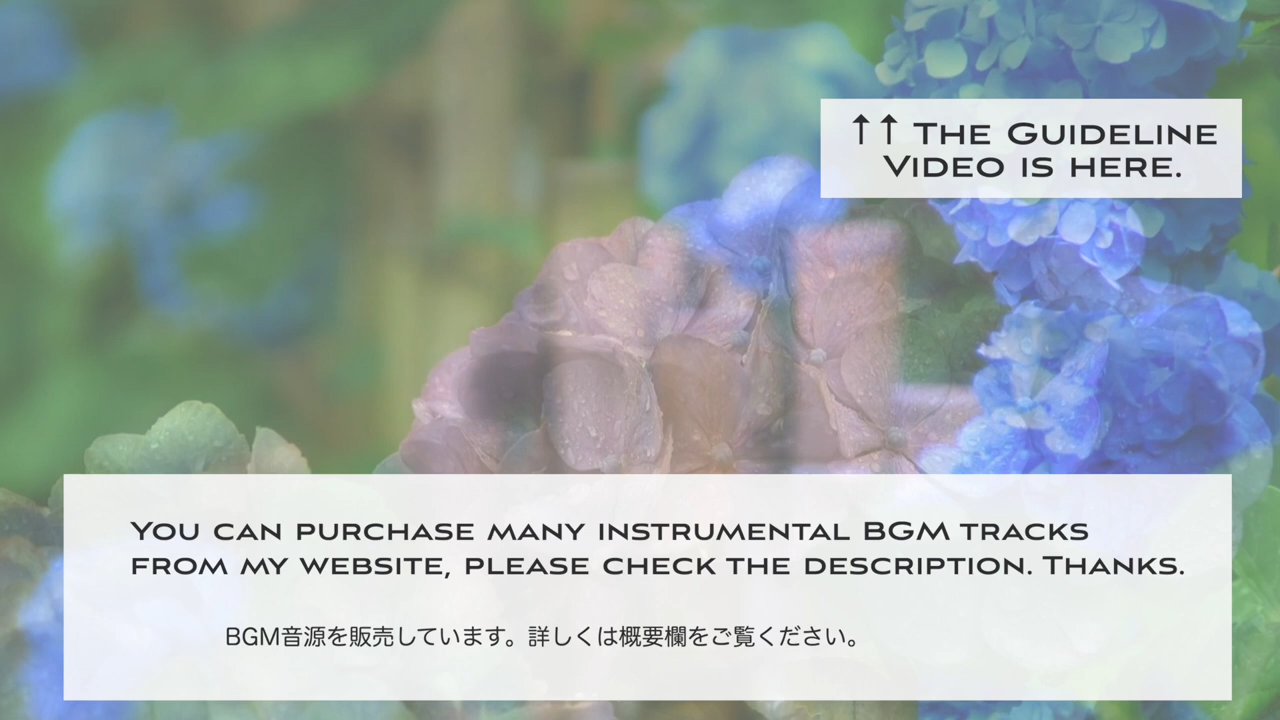 ↑↑ The Guideline
Video is here.
You can purchase many instrumental BGM tracks
from my website, please check the description. Thanks.
BGM音源を販売しています。詳しくは概要欄をご覧ください。